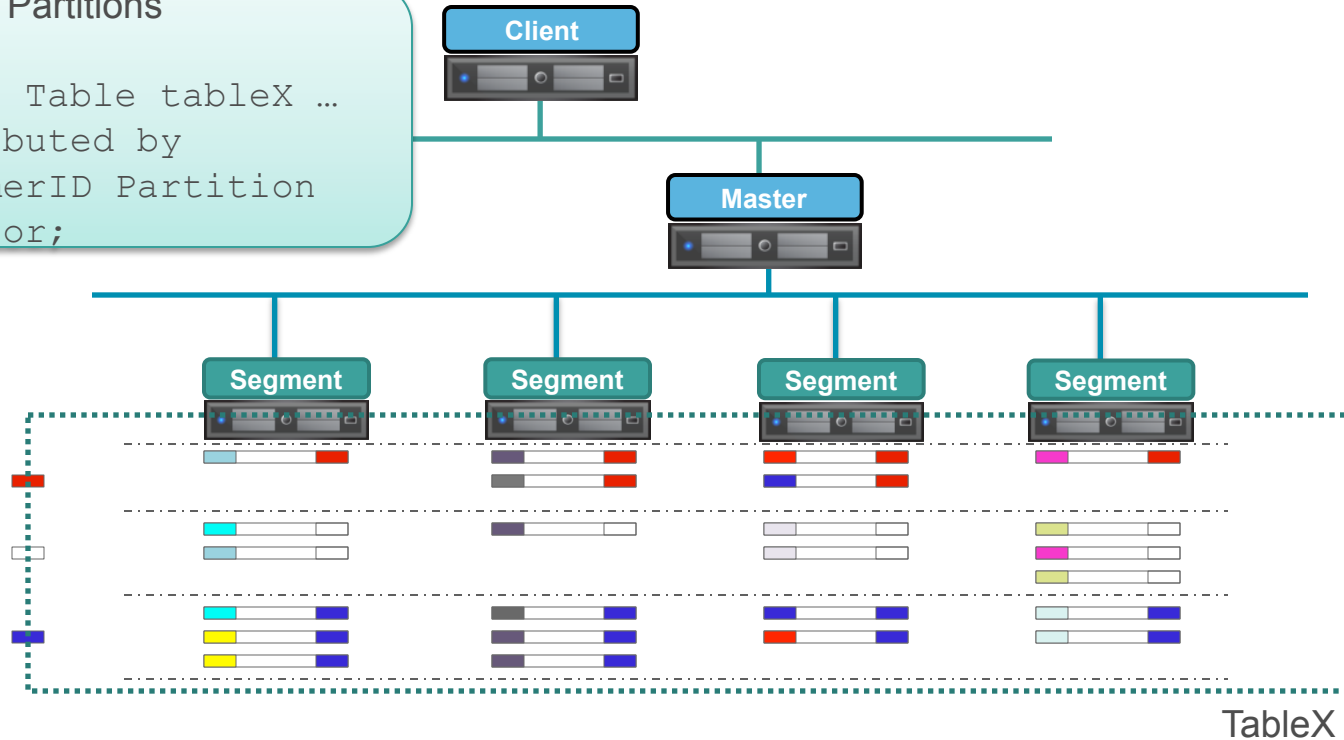 Partitions
Client
Table tableX …
buted by
erID Partition
or;
Master
Segment Segment Segment Segment
TableX